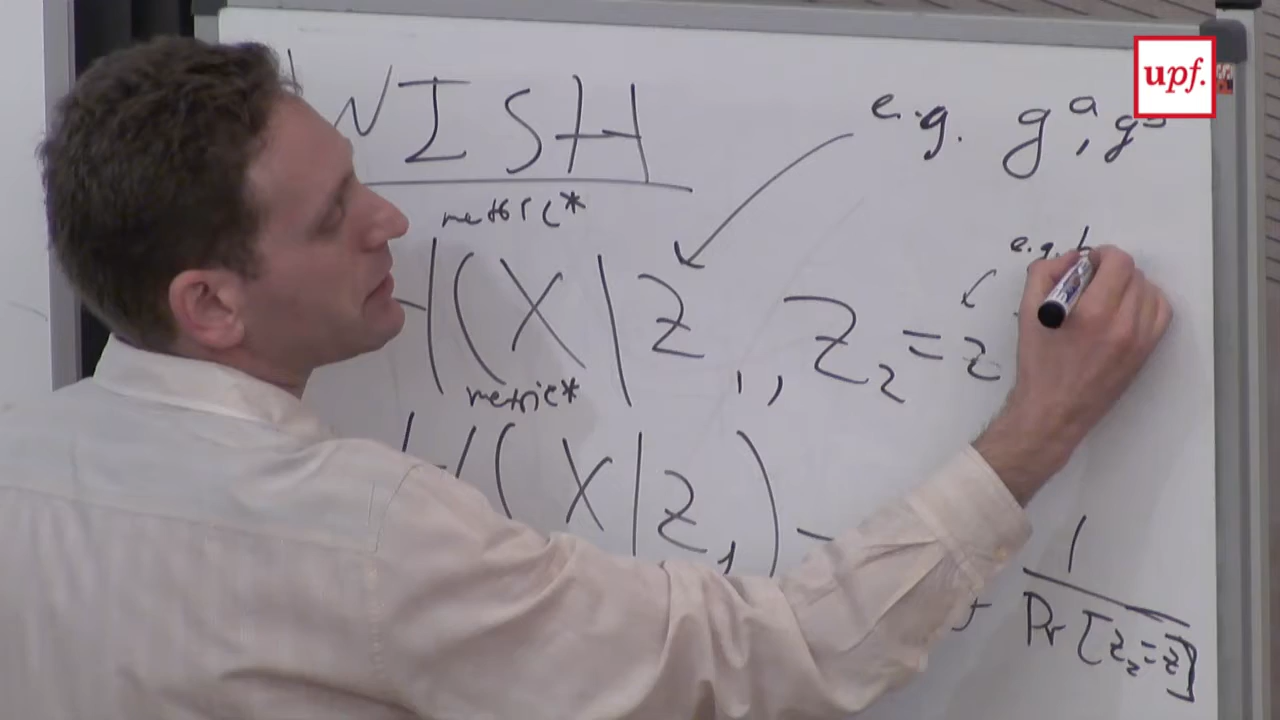 upf.
WISH
e.g. g^a, g^b
metric*
e.g. h
H(X|Z_1, Z_2=z
metric*
H(X|Z_1) -
1
Pr[Z_2=z]